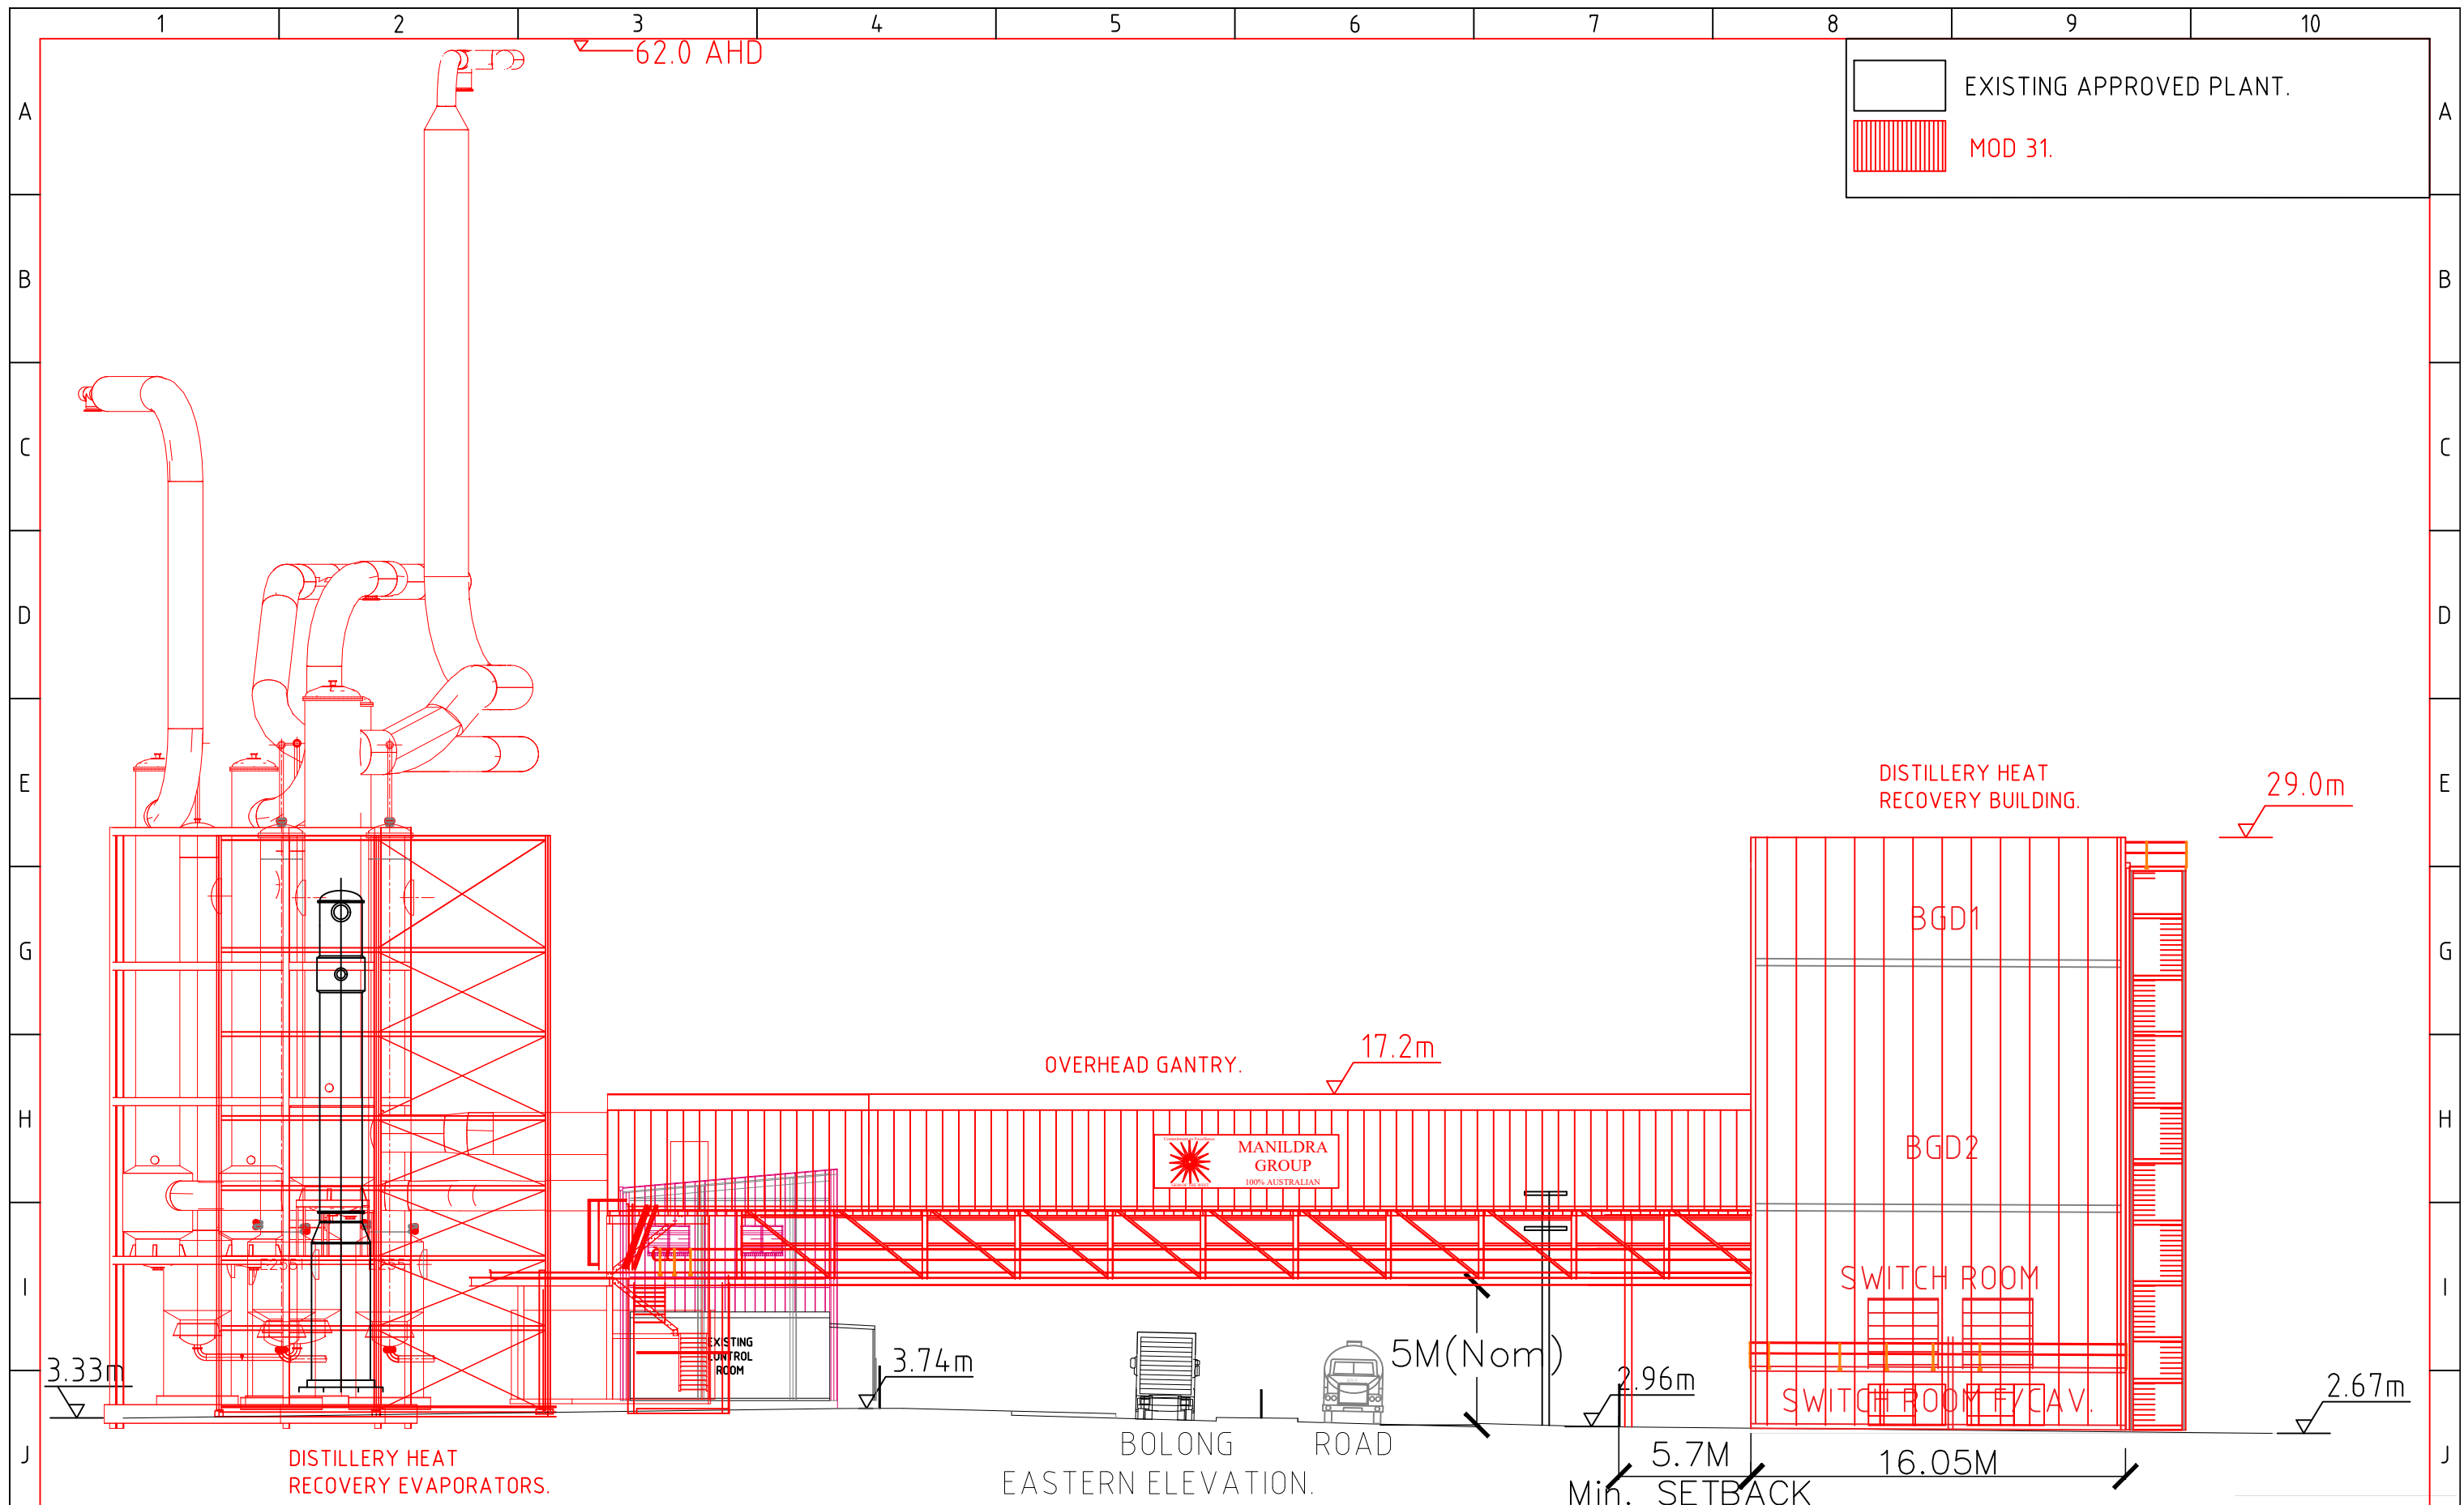 1 2 3 4 5 6 7 8 9 10
A A
B B
C C
D D
E E
G G
H H
I I
J J
62.0 AHD
EXISTING APPROVED PLANT.
MOD 31.
DISTILLERY HEAT
RECOVERY BUILDING.
29.0m
BGD1
17.2m
OVERHEAD GANTRY.
MANILDRA
GROUP
100% AUSTRALIAN
BGD2
SWITCH ROOM
EXISTING
CONTROL
ROOM
5M(Nom)
3.33m
3.74m
2.96m
2.67m
SWITCH ROOM F/CAV.
BOLONG ROAD
EASTERN ELEVATION.
DISTILLERY HEAT
RECOVERY EVAPORATORS.
5.7M
Min. SETBACK
16.05M